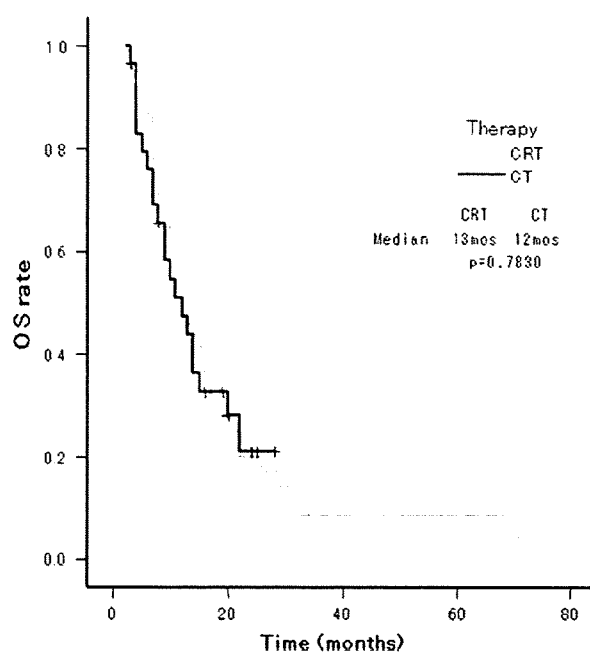 1.0
0.8
0.6
0.4
0.2
0.0
OS rate
Therapy
CRT
CT
CRT CT
Median 13mos 12mos
p=0.7830
0 20 40 60 80
Time (months)